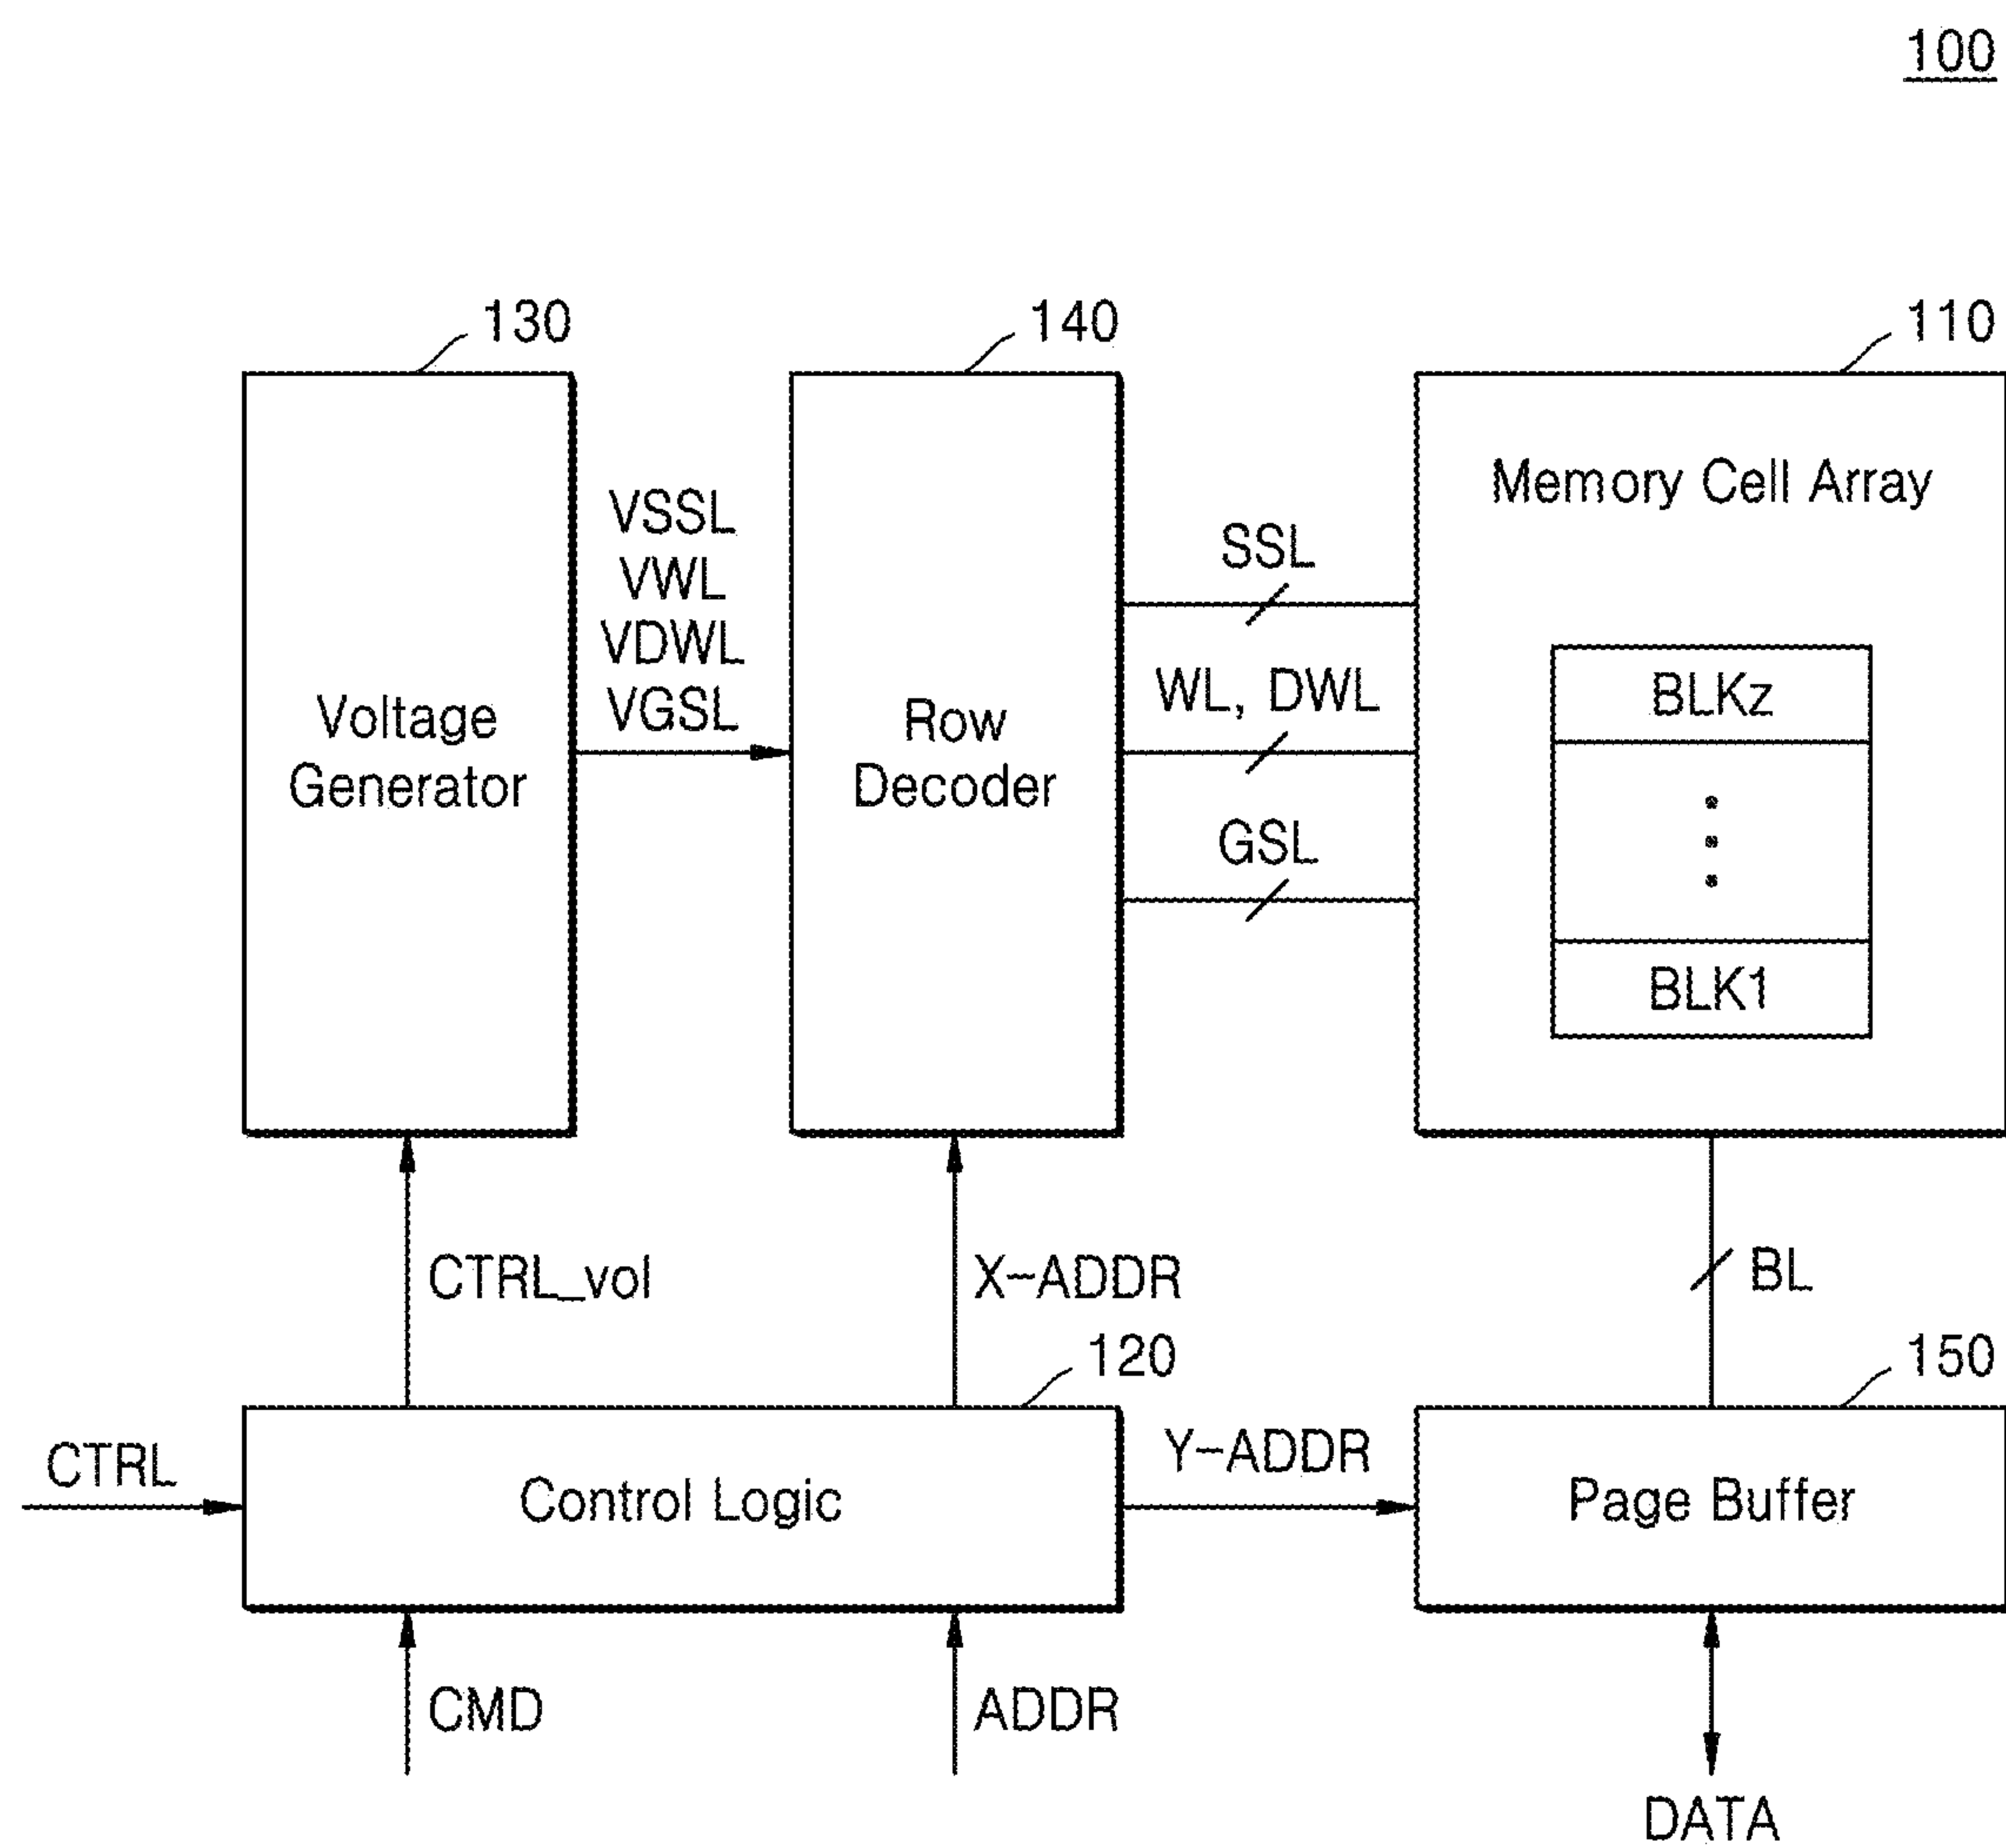 100
130
140
110
Voltage
Generator
VSSL
VWL
VDWL
VGSL
Row
Decoder
SSL
WL, DWL
GSL
Memory Cell Array
BLKz
BLK1
CTRL_vol
X-ADDR
BL
120
150
CTRL
Control Logic
Y-ADDR
Page Buffer
CMD
ADDR
DATA